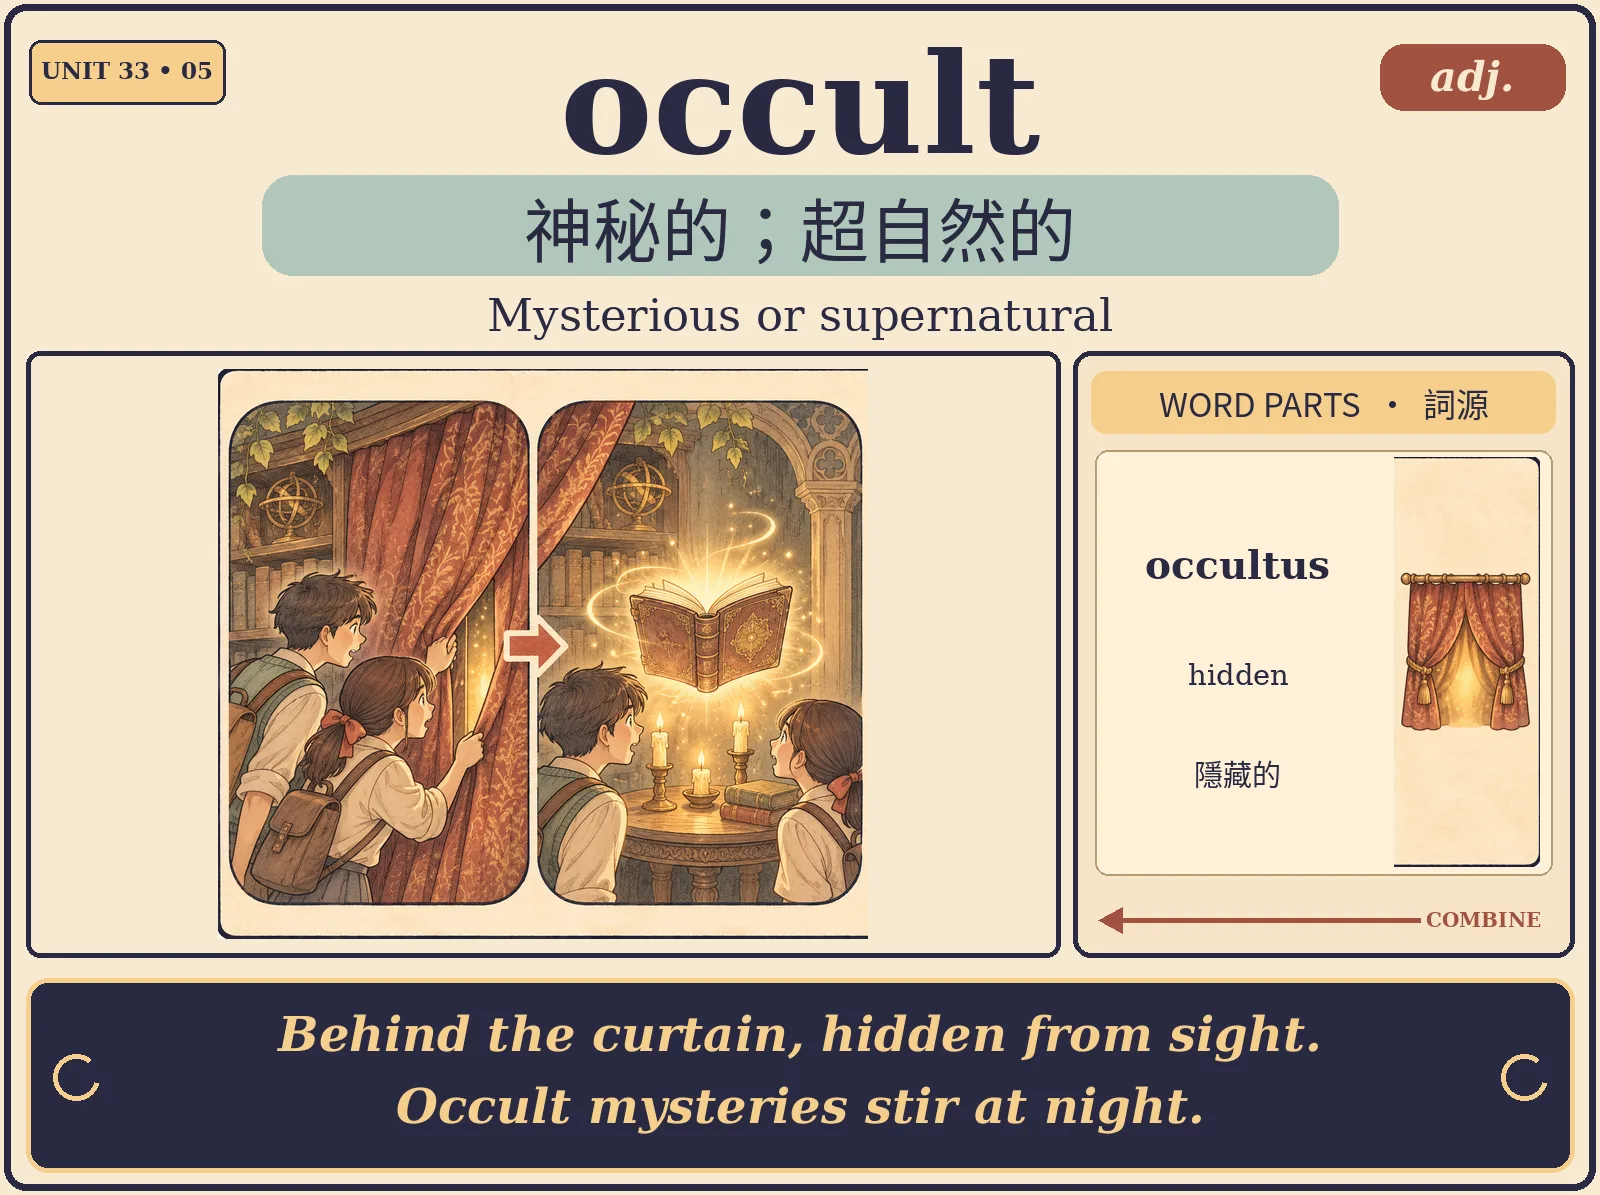 UNIT 33 • 05
occult
adj.
神秘的；超自然的
Mysterious or supernatural
WORD PARTS • 詞源
occultus
hidden
隱藏的
COMBINE
Behind the curtain, hidden from sight.
Occult mysteries stir at night.